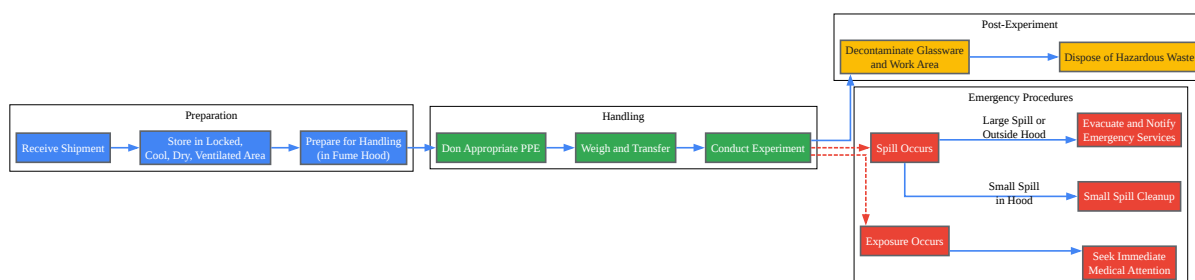 Post-Experiment
Decontaminate Glassware
and Work Area
Dispose of Hazardous Waste
Preparation
Receive Shipment
Store in Locked,
Cool, Dry, Ventilated Area
Prepare for Handling
(in Fume Hood)
Handling
Don Appropriate PPE
Weigh and Transfer
Conduct Experiment
Emergency Procedures
Spill Occurs
Large Spill or
Outside Hood
Evacuate and Notify
Emergency Services
Small Spill
in Hood
Small Spill Cleanup
Exposure Occurs
Seek Immediate
Medical Attention